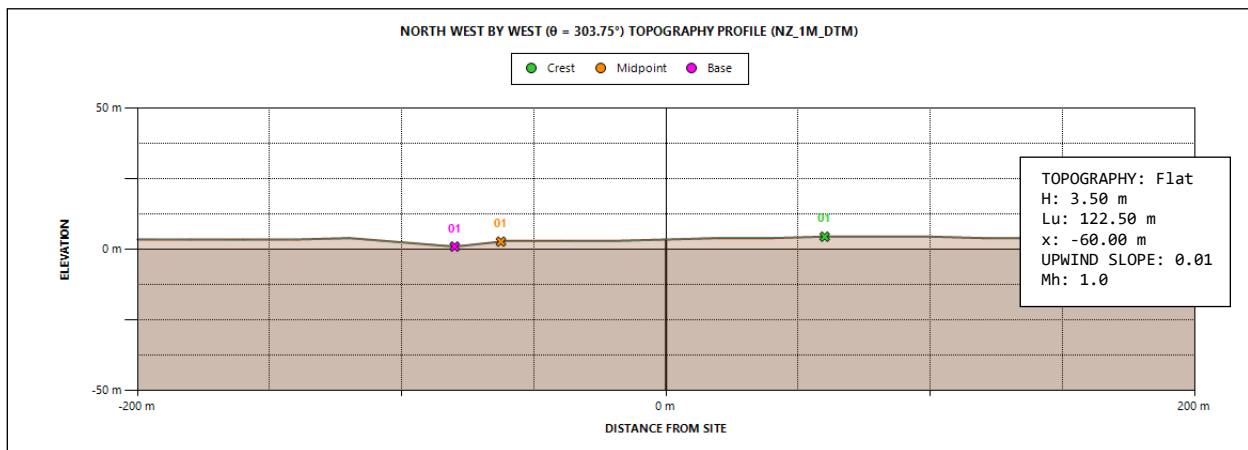 NORTH WEST BY WEST (θ = 303.75°) TOPOGRAPHY PROFILE (NZ_1M_DTM)
Crest Midpoint Base
50 m
01 01 01
TOPOGRAPHY: Flat
H: 3.50 m
Lu: 122.50 m
x: -60.00 m
UPWIND SLOPE: 0.01
Mh: 1.0
ELEVATION
0 m
-50 m
-200 m 0 m 200 m
DISTANCE FROM SITE